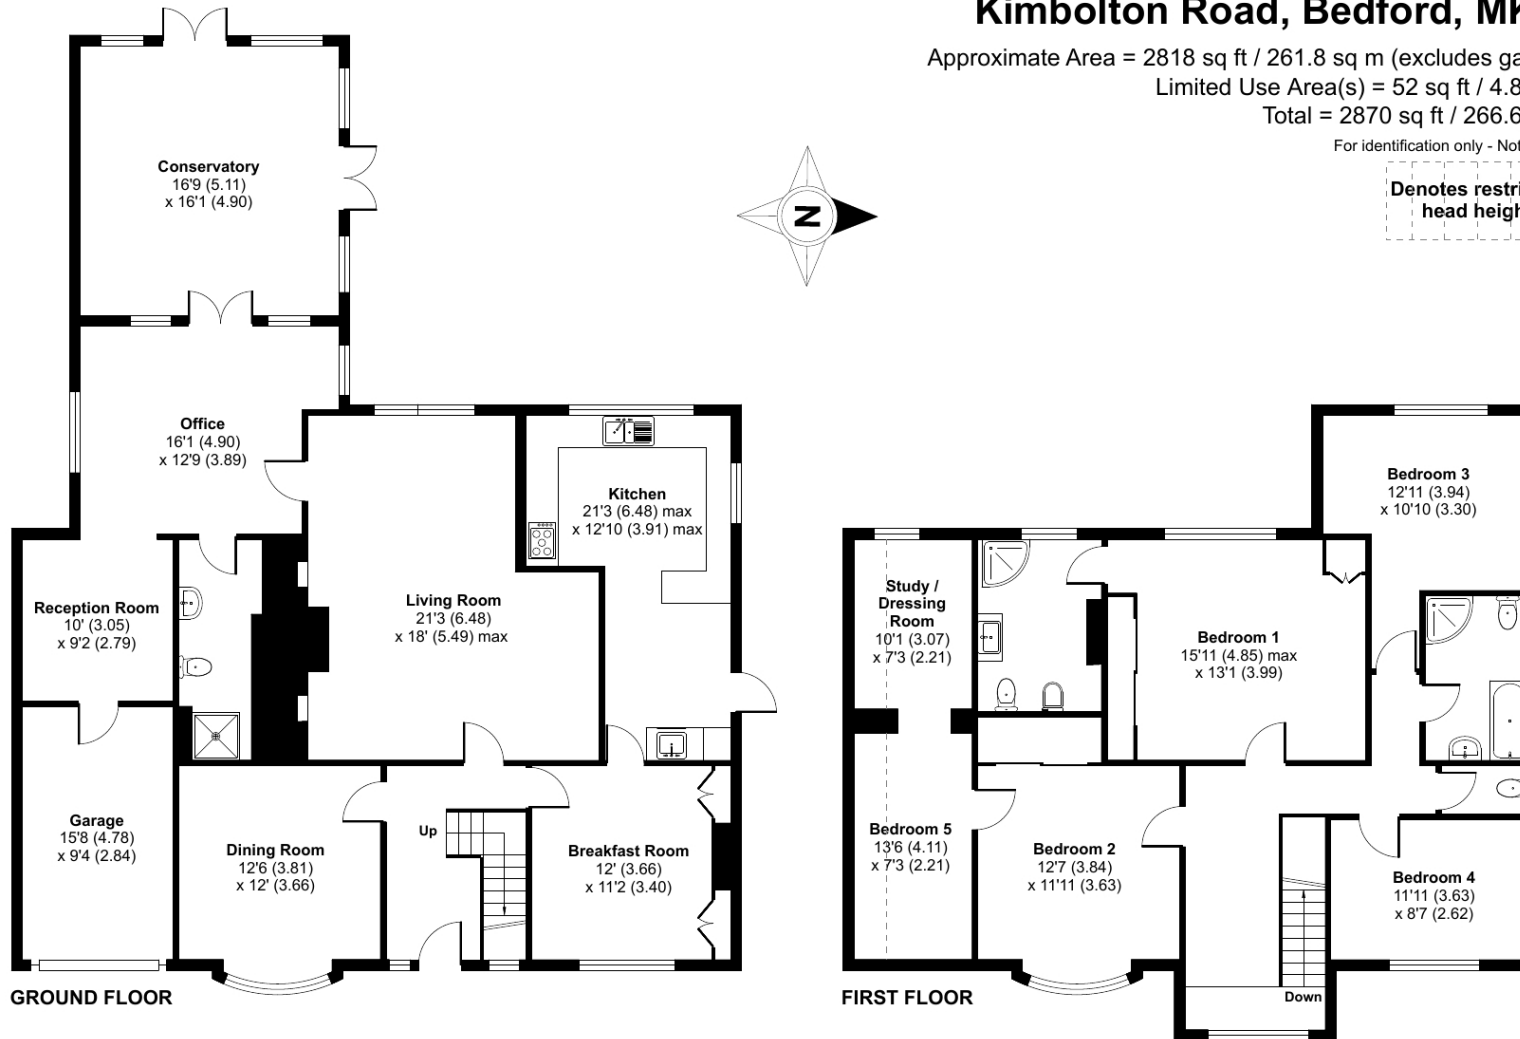 Kimbolton Road, Bedford,
Approximate Area = 2818 sq ft / 261.8 sq m (excludes
Limited Use Area(s) = 52 sq ft / 4.8
Total = 2870 sq ft / 266.6
For identification only - Not
Denotes
head
N
Conservatory
16'9 (5.11)
x 16'1 (4.90)
Office
16'1 (4.90)
x 12'9 (3.89)
Kitchen
21'3 (6.48) max
x 12'10 (3.91) max
Reception Room
10' (3.05)
x 9'2 (2.79)
Living Room
21'3 (6.48)
x 18' (5.49) max
Garage
15'8 (4.78)
x 9'4 (2.84)
Dining Room
12'6 (3.81)
x 12' (3.66)
Up
Breakfast Room
12' (3.66)
x 11'2 (3.40)
GROUND FLOOR
Bedroom 3
12'11 (3.94)
x 10'10 (3.30)
Study /
Dressing
Room
10'1 (3.07)
x 7'3 (2.21)
Bedroom 1
15'11 (4.85) max
x 13'1 (3.99)
Bedroom 5
13'6 (4.11)
x 7'3 (2.21)
Bedroom 2
12'7 (3.84)
x 11'11 (3.63)
Bedroom 4
11'11 (3.63)
x 8'7 (2.62)
Down
FIRST FLOOR